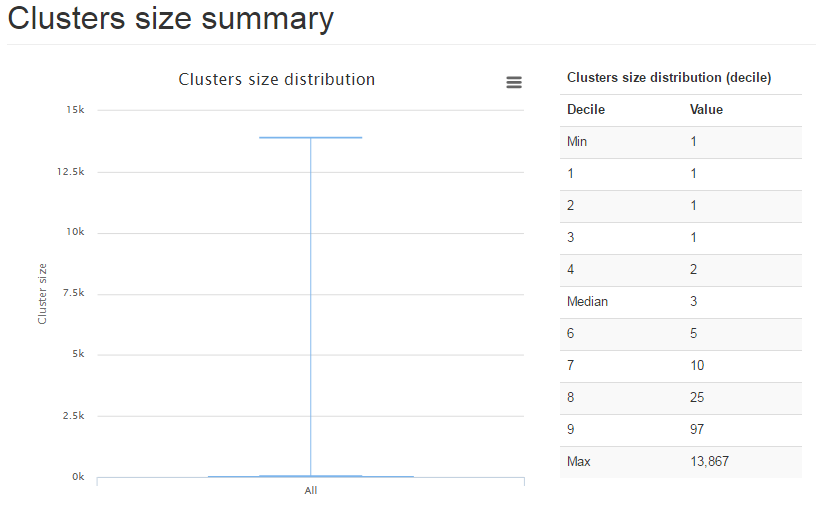 Clusters size summary
Clusters size distribution
15k
12.5k
10k
7.5k
5k
2.5k
0k
Cluster size
All
Clusters size distribution (decile)
Decile Value
Min 1
1 1
2 1
3 1
4 2
Median 3
6 5
7 10
8 25
9 97
Max 13,867